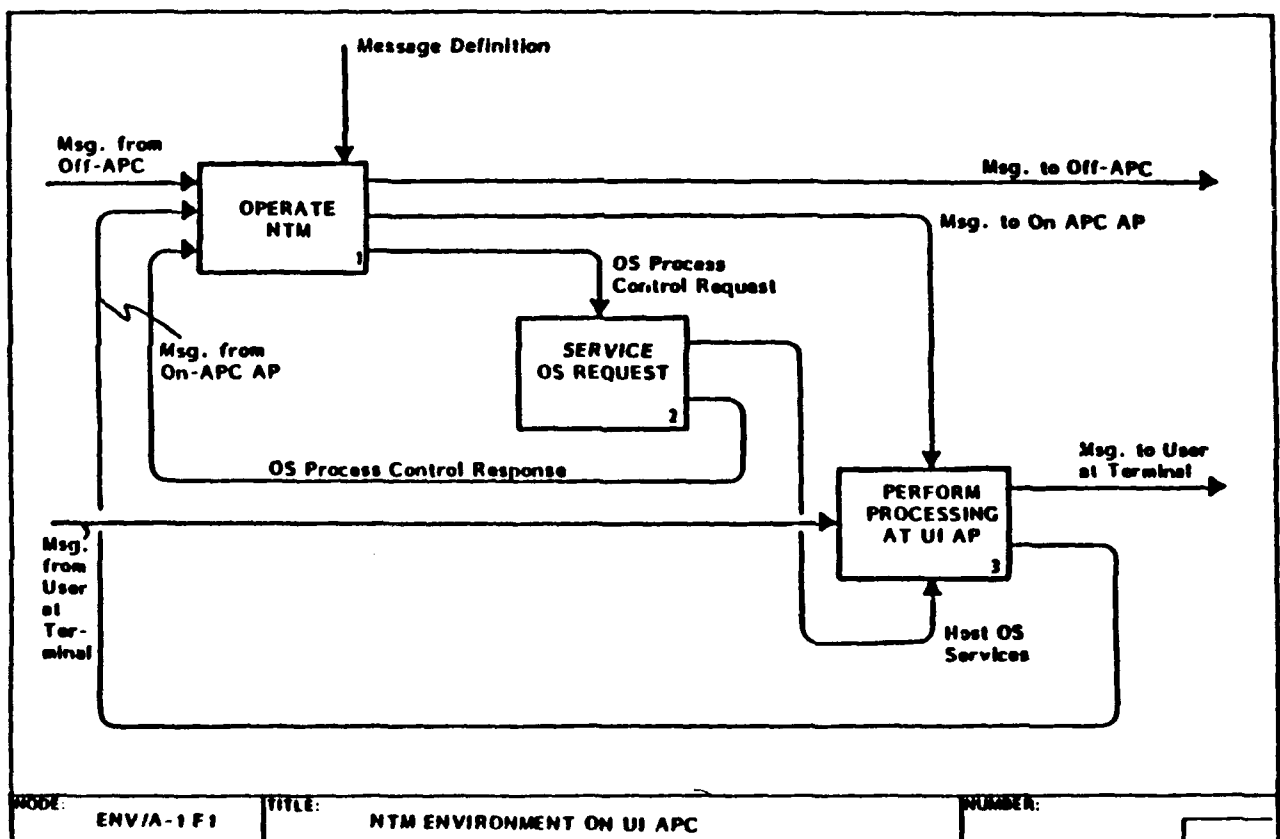 Message Definition
Msg. from
Off-APC
OPERATE
NTM
1
Msg. to Off-APC
Msg. to On APC AP
OS Process
Control Request
Msg. from
On-APC AP
SERVICE
OS REQUEST
2
OS Process Control Response
Msg. to User
at Terminal
PERFORM
PROCESSING
AT UI AP
3
Msg.
from
User
at
Ter-
minal
Host OS
Services
NODE:
ENV/A-1 F1
TITLE:
NTM ENVIRONMENT ON UI APC
NUMBER: